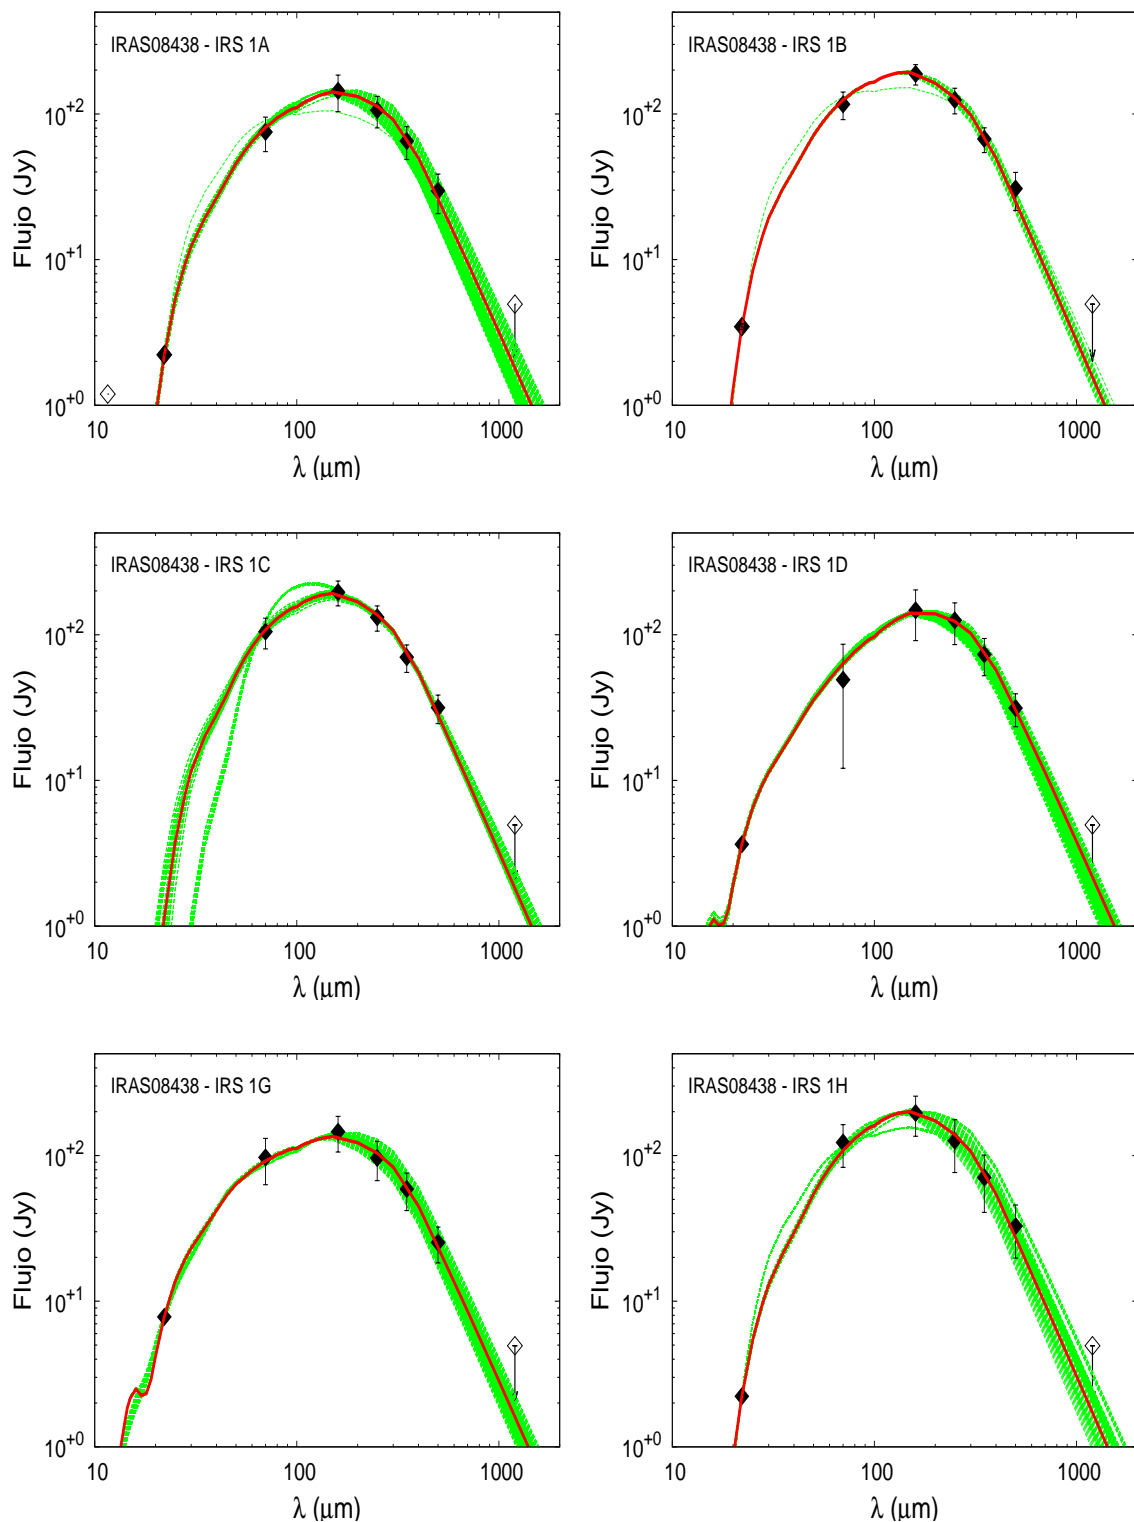 IRAS08438 - IRS 1A
Flujo (Jy)
10+2
10+1
10+0
10 100 1000
λ (μm)
IRAS08438 - IRS 1B
Flujo (Jy)
10+2
10+1
10+0
10 100 1000
λ (μm)
IRAS08438 - IRS 1C
Flujo (Jy)
10+2
10+1
10+0
10 100 1000
λ (μm)
IRAS08438 - IRS 1D
Flujo (Jy)
10+2
10+1
10+0
10 100 1000
λ (μm)
IRAS08438 - IRS 1G
Flujo (Jy)
10+2
10+1
10+0
10 100 1000
λ (μm)
IRAS08438 - IRS 1H
Flujo (Jy)
10+2
10+1
10+0
10 100 1000
λ (μm)